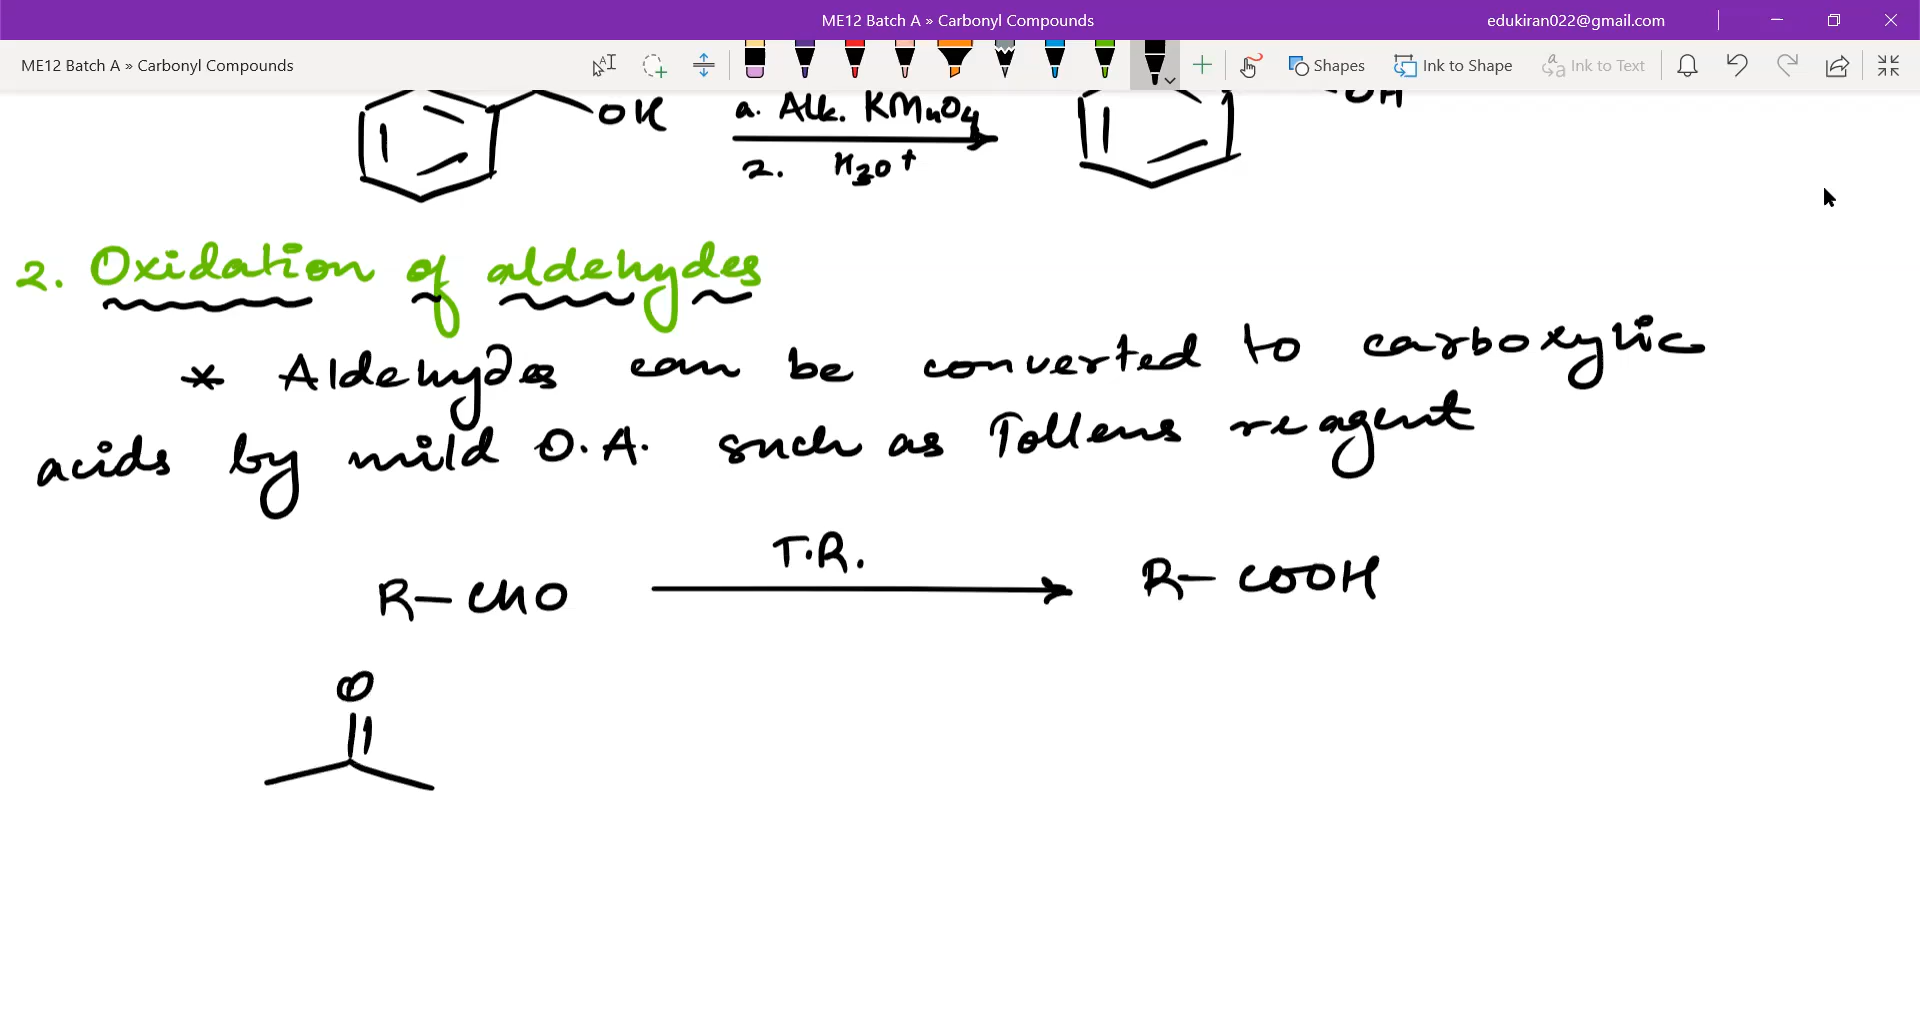 ME12 Batch A » Carbonyl Compounds
edukiran022@gmail.com
ME12 Batch A » Carbonyl Compounds
Shapes
Ink to Shape
Ink to Text
OH
a. Alk. KMnO4
2. H3O+
OH
2. Oxidation of aldehydes
* Aldehydes can be converted to carboxylic
acids by mild O.A. such as Tollens reagent
R-CHO
T.R.
R-COOH
O